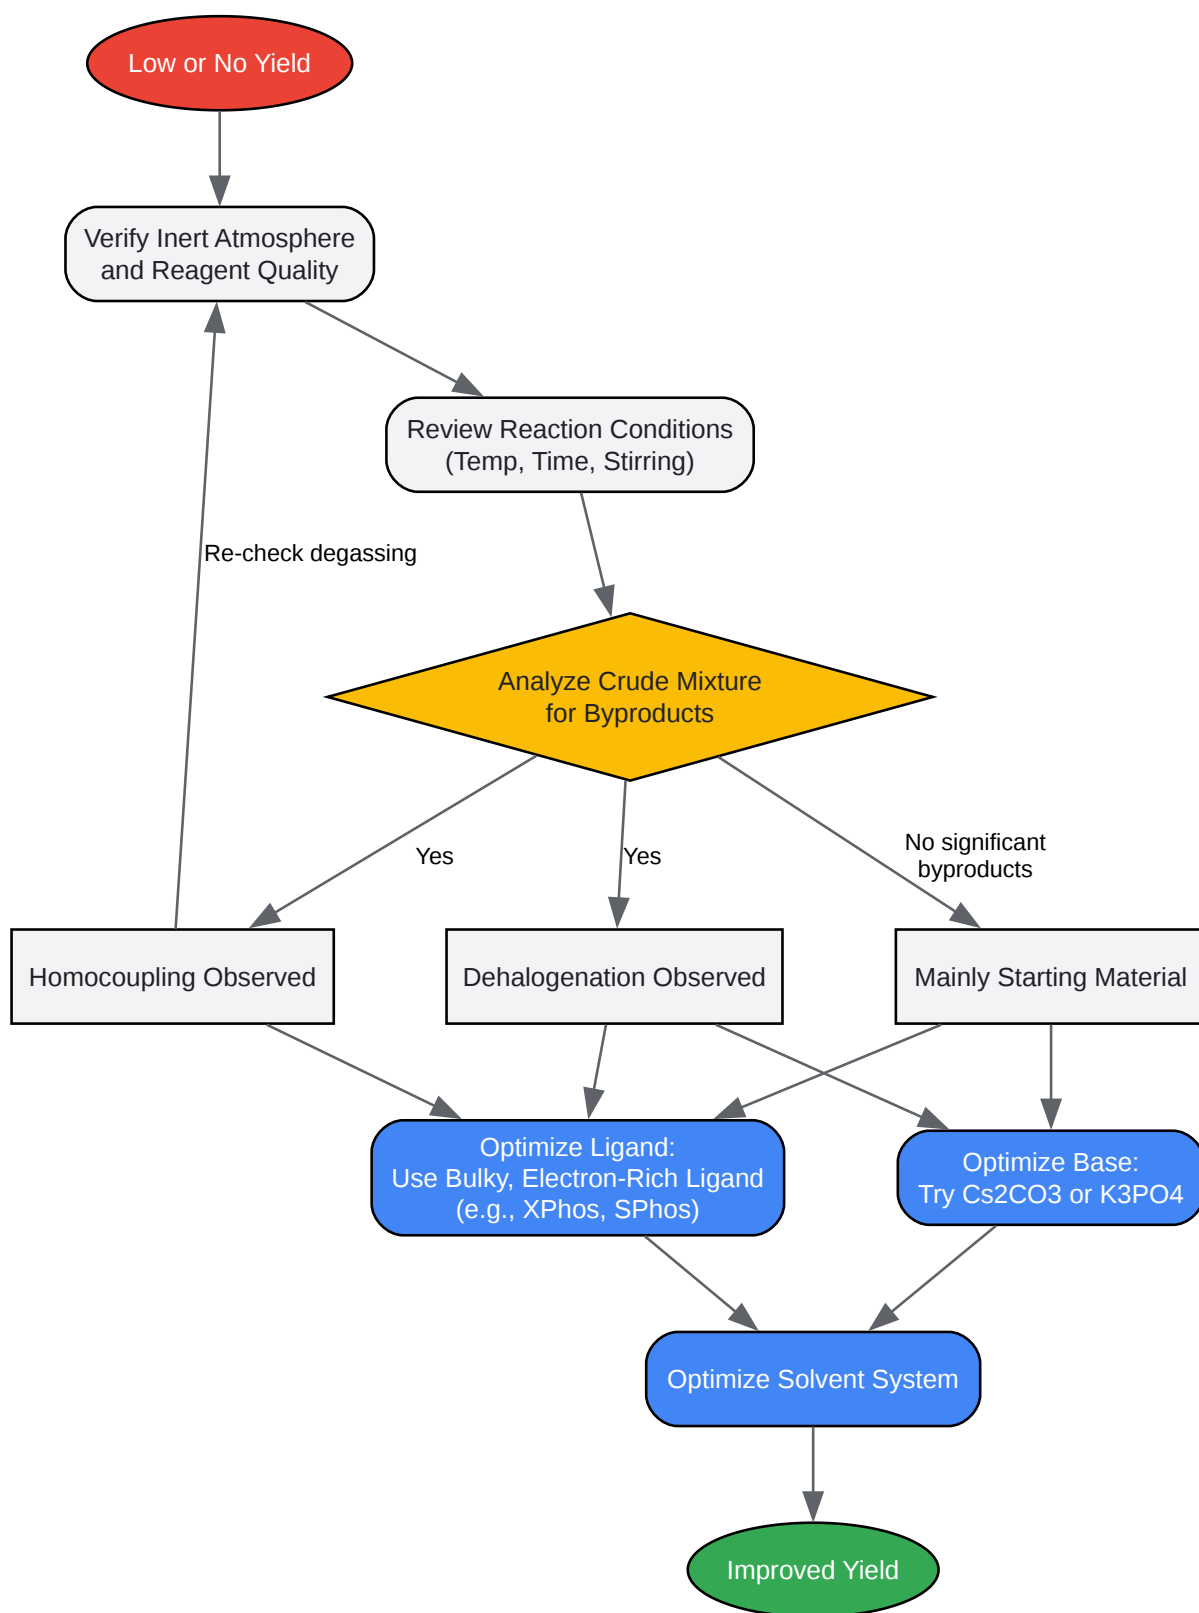 Low or No Yield
Verify Inert Atmosphere
and Reagent Quality
Review Reaction Conditions
(Temp, Time, Stirring)
Re-check degassing
Analyze Crude Mixture
for Byproducts
Yes
Yes
No significant
byproducts
Homocoupling Observed
Dehalogenation Observed
Mainly Starting Material
Optimize Ligand:
Use Bulky, Electron-Rich Ligand
(e.g., XPhos, SPhos)
Optimize Base:
Try Cs2CO3 or K3PO4
Optimize Solvent System
Improved Yield